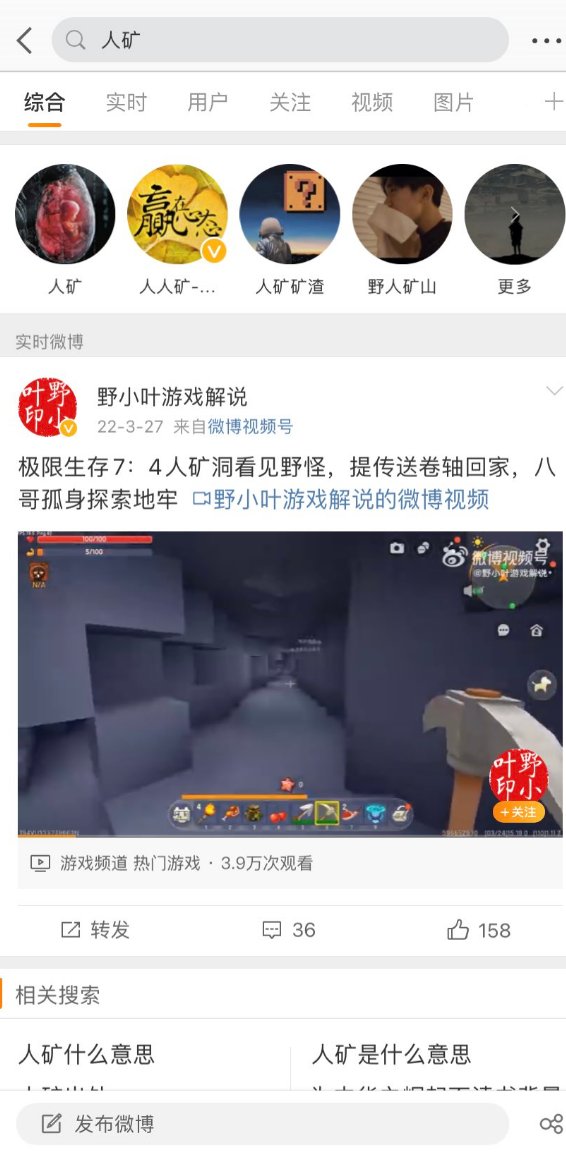 人矿
综合 实时 用户 关注 视频 图片
赢在心态
人矿 人人矿-... 人矿矿渣 野人矿山 更多
实时微博
野小叶游戏解说
22-3-27 来自微博视频号
极限生存7：4人矿洞看见野怪，提传送卷轴回家，八
哥孤身探索地牢 野小叶游戏解说的微博视频
100/100
5/100
N/A
微博视频号
@野小叶游戏解说
野小叶印
+关注
游戏频道 热门游戏 · 3.9万次观看
转发 36 158
相关搜索
人矿什么意思 人矿是什么意思
发布微博